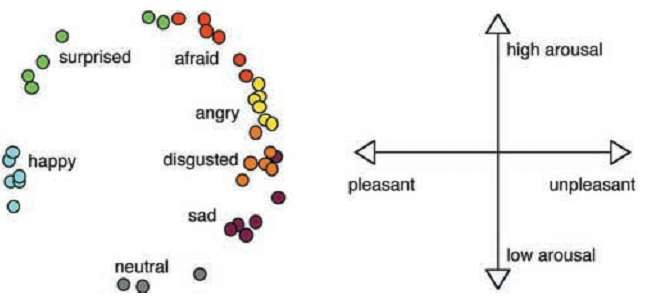 surprised
afraid
angry
happy
disgusted
sad
neutral
high arousal
pleasant
unpleasant
low arousal